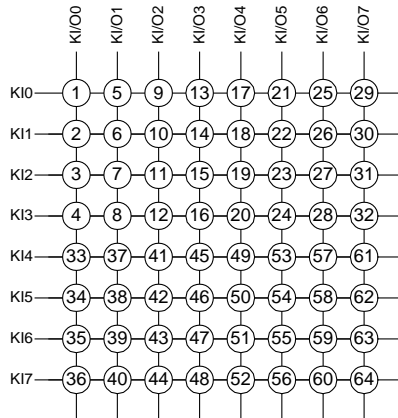 KI/O0 KI/O1 KI/O2 KI/O3 KI/O4 KI/O5 KI/O6 KI/O7
KI0 1 5 9 13 17 21 25 29
KI1 2 6 10 14 18 22 26 30
KI2 3 7 11 15 19 23 27 31
KI3 4 8 12 16 20 24 28 32
KI4 33 37 41 45 49 53 57 61
KI5 34 38 42 46 50 54 58 62
KI6 35 39 43 47 51 55 59 63
KI7 36 40 44 48 52 56 60 64